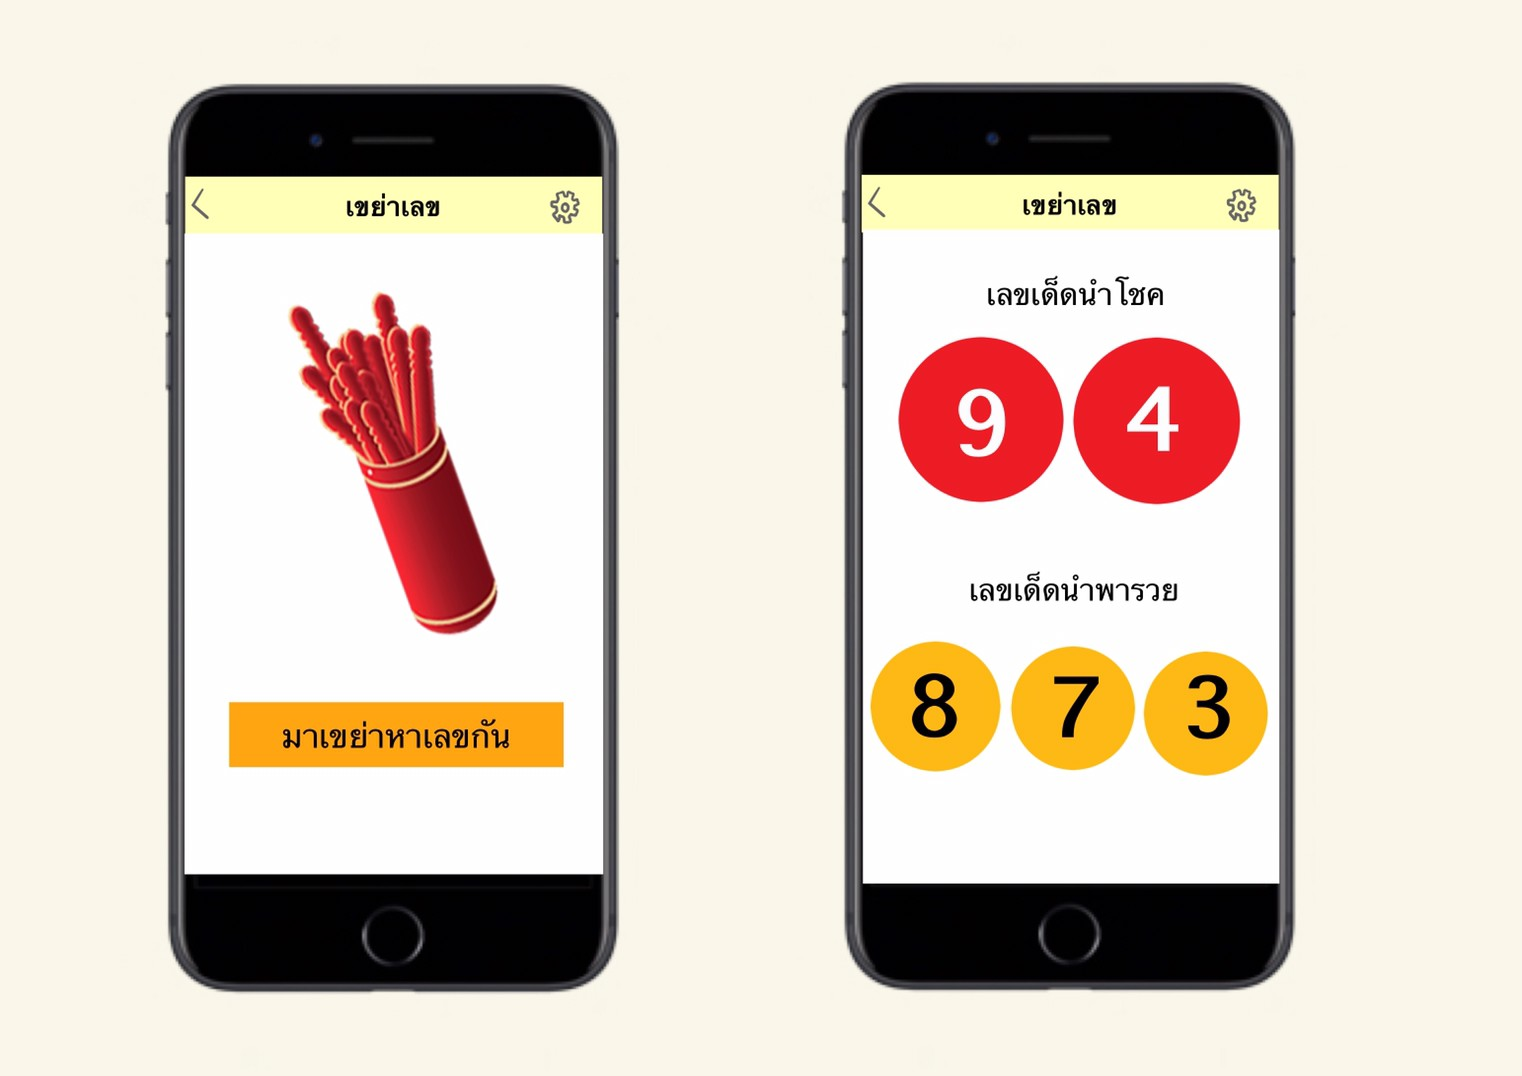 เขย่าเลข
มาเขย่าหาเลขกัน
เขย่าเลข
เลขเด็ดนำโชค
9 4
เลขเด็ดนำพารวย
8 7 3